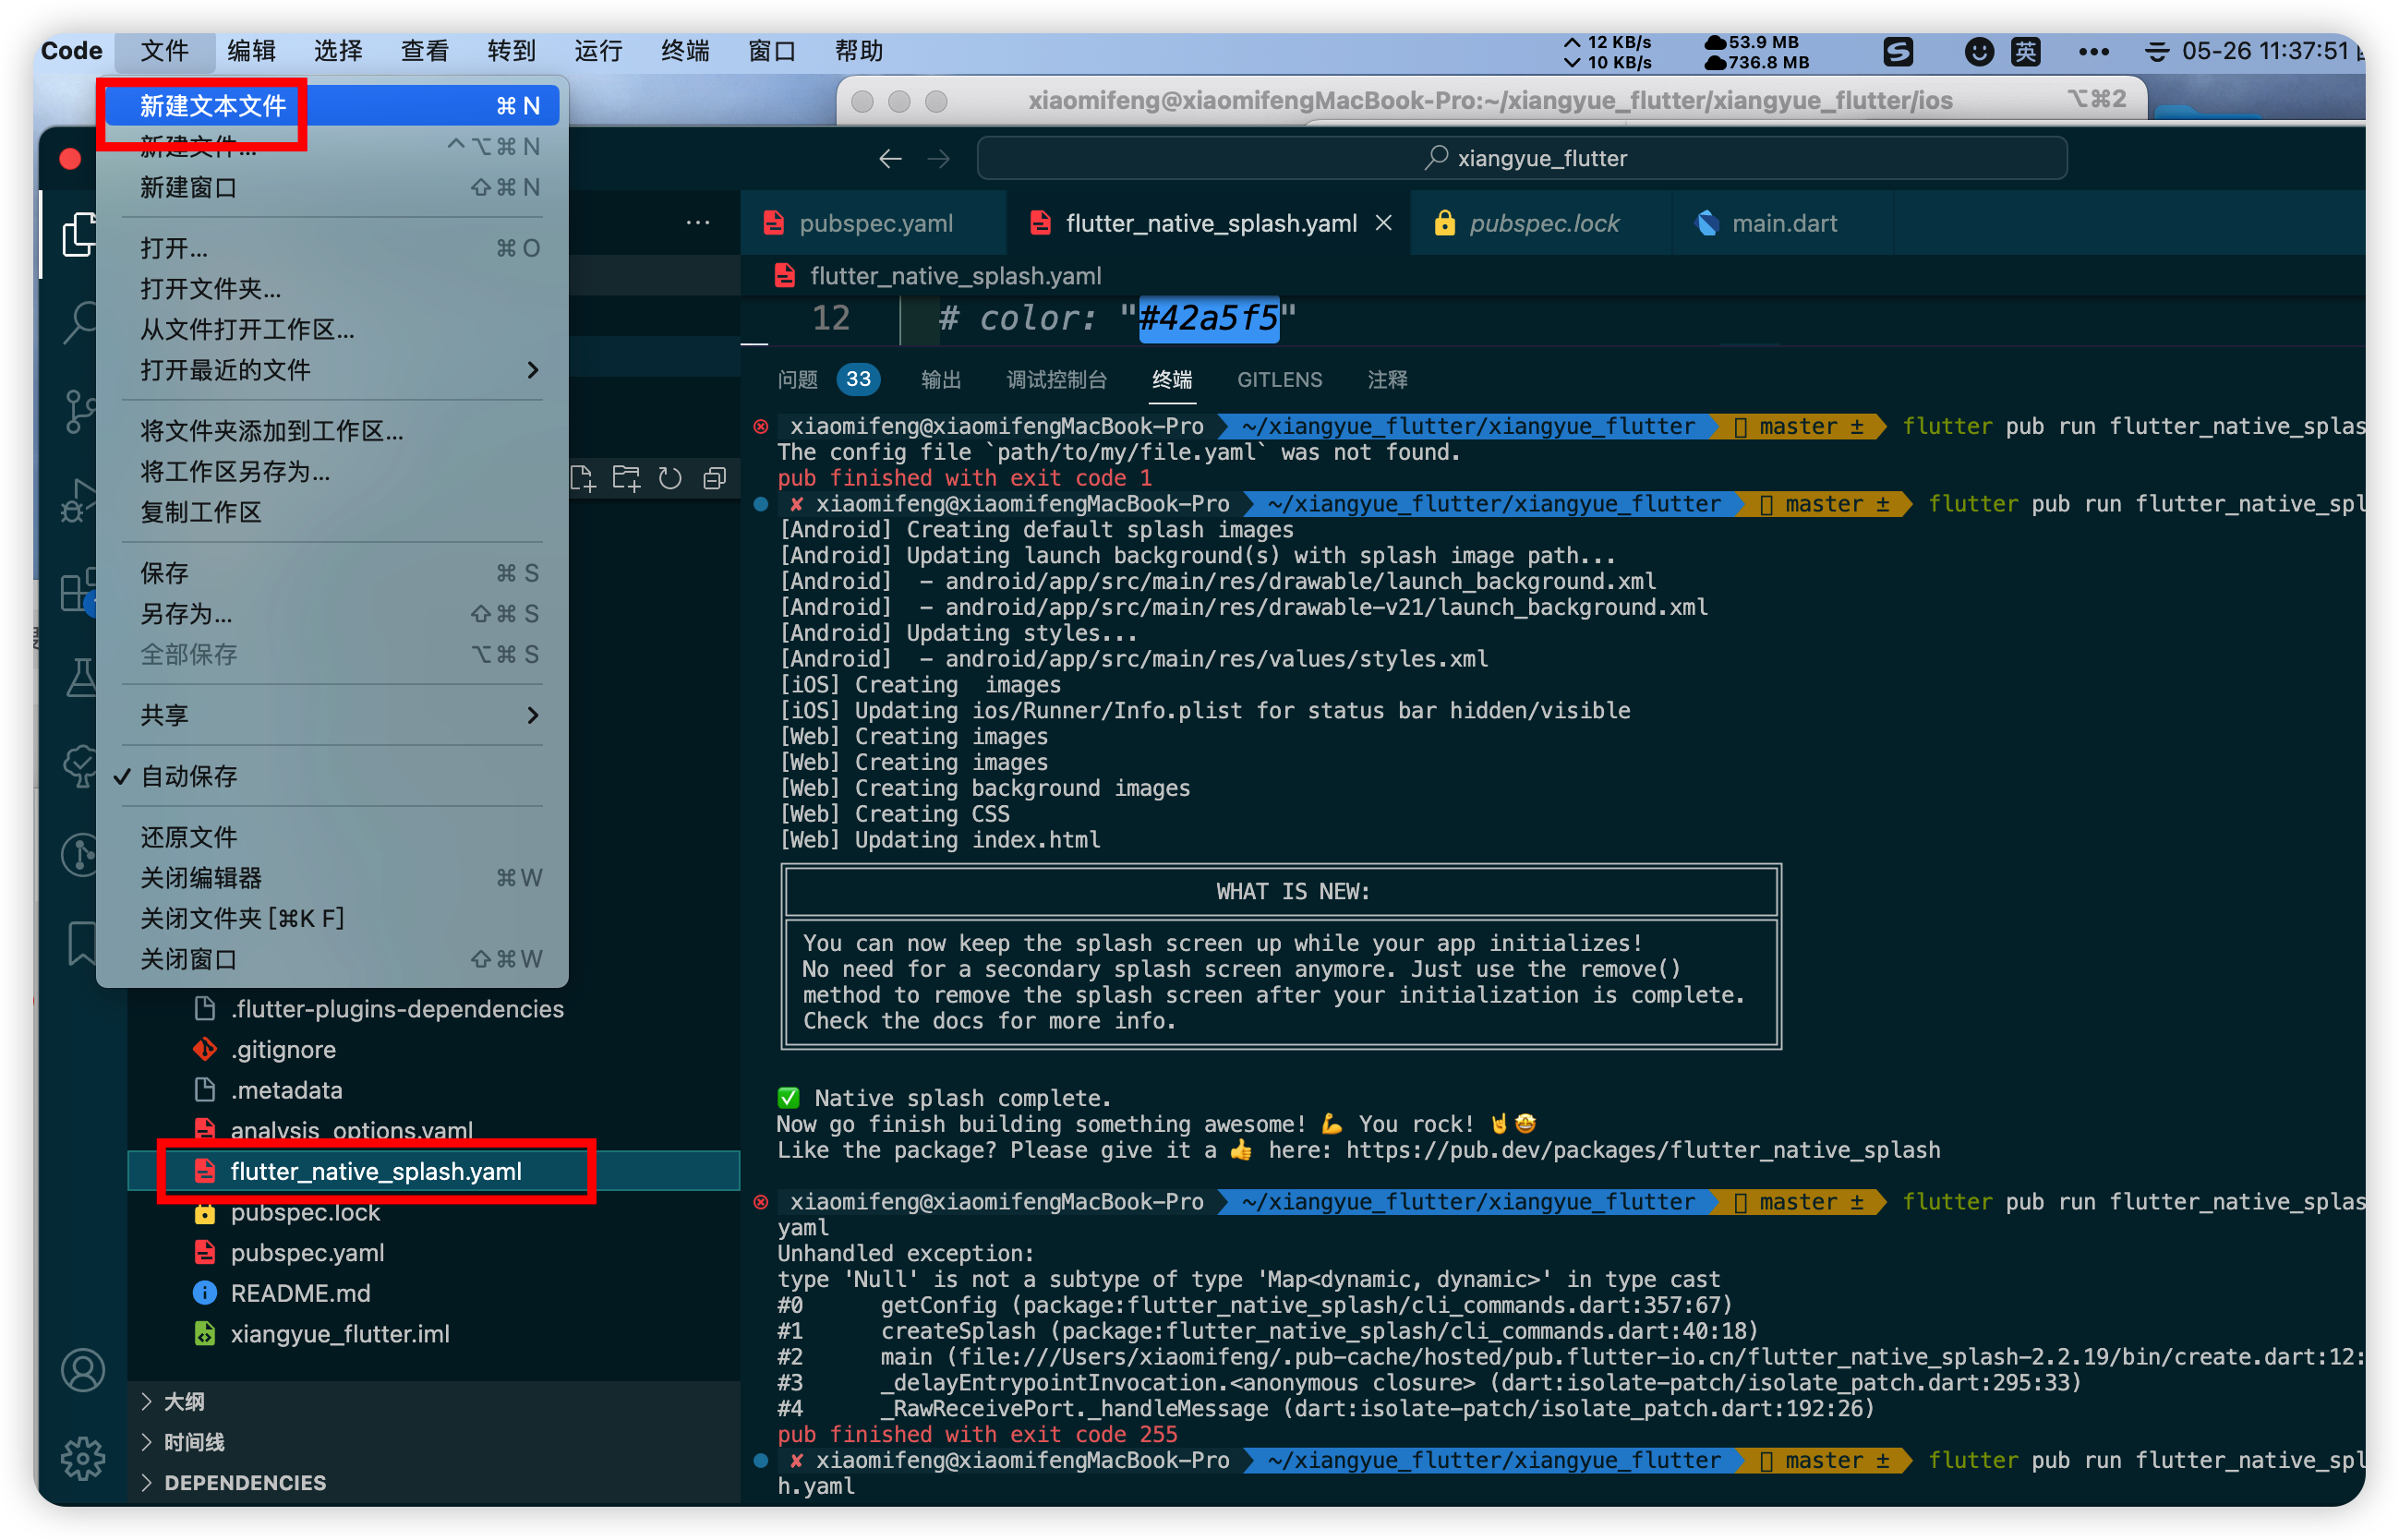 Code 文件 编辑 选择 查看 转到 运行 终端 窗口 帮助
12 KB/s
10 KB/s
53.9 MB
736.8 MB
英
05-26 11:37:51
xiaomifeng@xiaomifengMacBook-Pro:~/xiangyue_flutter/xiangyue_flutter/ios ⌥⌘2
新建文本文件 ⌘ N
新建文件... ^⌥⌘ N
新建窗口 ⇧⌘ N
打开... ⌘ O
打开文件夹...
从文件打开工作区...
打开最近的文件
将文件夹添加到工作区...
将工作区另存为...
复制工作区
保存 ⌘ S
另存为... ⇧⌘ S
全部保存 ⌥⌘ S
共享
✓ 自动保存
还原文件
关闭编辑器 ⌘ W
关闭文件夹 [⌘K F]
关闭窗口 ⇧⌘ W
.flutter-plugins-dependencies
.gitignore
.metadata
analysis_options.yaml
flutter_native_splash.yaml
pubspec.lock
pubspec.yaml
README.md
xiangyue_flutter.iml
大纲
时间线
DEPENDENCIES
xiangyue_flutter
pubspec.yaml
flutter_native_splash.yaml
pubspec.lock
main.dart
flutter_native_splash.yaml
12 # color: "#42a5f5"
问题 33 输出 调试控制台 终端 GITLENS 注释
xiaomifeng@xiaomifengMacBook-Pro ~/xiangyue_flutter/xiangyue_flutter master ± flutter pub run flutter_native_splas
The config file `path/to/my/file.yaml` was not found.
pub finished with exit code 1
✘ xiaomifeng@xiaomifengMacBook-Pro ~/xiangyue_flutter/xiangyue_flutter master ± flutter pub run flutter_native_spl
[Android] Creating default splash images
[Android] Updating launch background(s) with splash image path...
[Android]  - android/app/src/main/res/drawable/launch_background.xml
[Android]  - android/app/src/main/res/drawable-v21/launch_background.xml
[Android] Updating styles...
[Android]  - android/app/src/main/res/values/styles.xml
[iOS] Creating  images
[iOS] Updating ios/Runner/Info.plist for status bar hidden/visible
[Web] Creating images
[Web] Creating images
[Web] Creating background images
[Web] Creating CSS
[Web] Updating index.html
WHAT IS NEW:
You can now keep the splash screen up while your app initializes!
No need for a secondary splash screen anymore. Just use the remove()
method to remove the splash screen after your initialization is complete.
Check the docs for more info.
✅ Native splash complete.
Now go finish building something awesome! 💪 You rock! 🤘🤩
Like the package? Please give it a 👍 here: https://pub.dev/packages/flutter_native_splash
xiaomifeng@xiaomifengMacBook-Pro ~/xiangyue_flutter/xiangyue_flutter master ± flutter pub run flutter_native_splas
yaml
Unhandled exception:
type 'Null' is not a subtype of type 'Map<dynamic, dynamic>' in type cast
#0      getConfig (package:flutter_native_splash/cli_commands.dart:357:67)
#1      createSplash (package:flutter_native_splash/cli_commands.dart:40:18)
#2      main (file:///Users/xiaomifeng/.pub-cache/hosted/pub.flutter-io.cn/flutter_native_splash-2.2.19/bin/create.dart:12:
#3      _delayEntrypointInvocation.<anonymous closure> (dart:isolate-patch/isolate_patch.dart:295:33)
#4      _RawReceivePort._handleMessage (dart:isolate-patch/isolate_patch.dart:192:26)
pub finished with exit code 255
✘ xiaomifeng@xiaomifengMacBook-Pro ~/xiangyue_flutter/xiangyue_flutter master ± flutter pub run flutter_native_spl
h.yaml